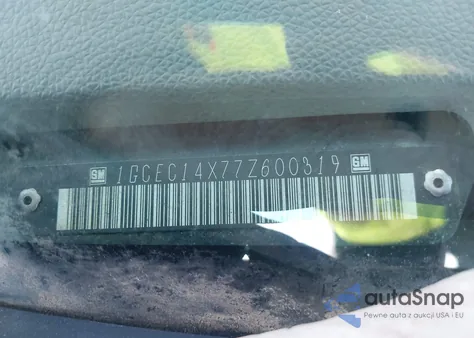 GM 1GCEC14X77Z600319 GM
autoSnap
Pewne auta z aukcji USA i EU